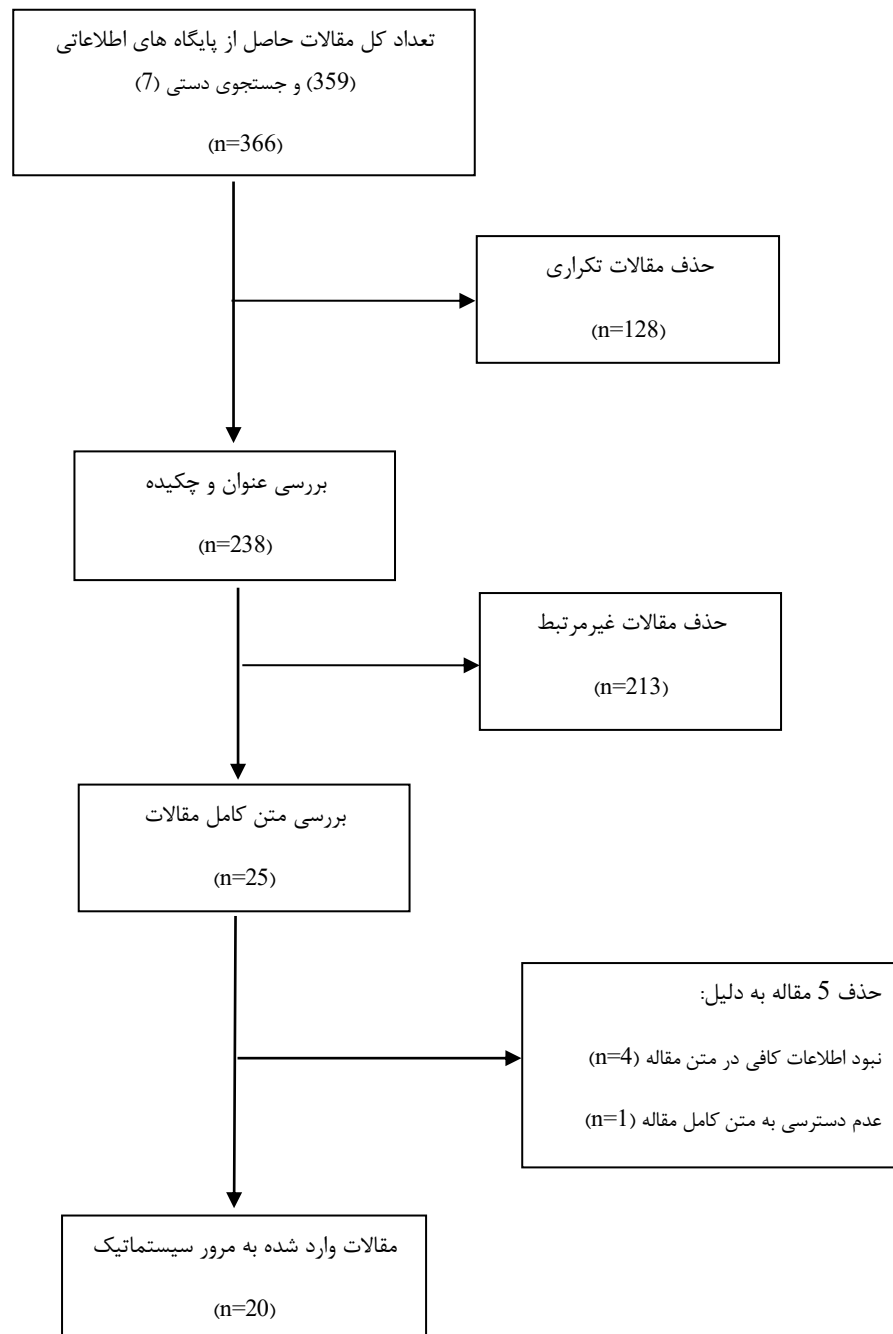 تعداد کل مقالات حاصل از پایگاه های اطلاعاتی
(359) و جستجوی دستی (7)
(n=366)
حذف مقالات تکراری
(n=128)
بررسی عنوان و چکیده
(n=238)
حذف مقالات غیرمرتبط
(n=213)
بررسی متن کامل مقالات
(n=25)
حذف 5 مقاله به دلیل:
نبود اطلاعات کافی در متن مقاله (n=4)
عدم دسترسی به متن کامل مقاله (n=1)
مقالات وارد شده به مرور سیستماتیک
(n=20)